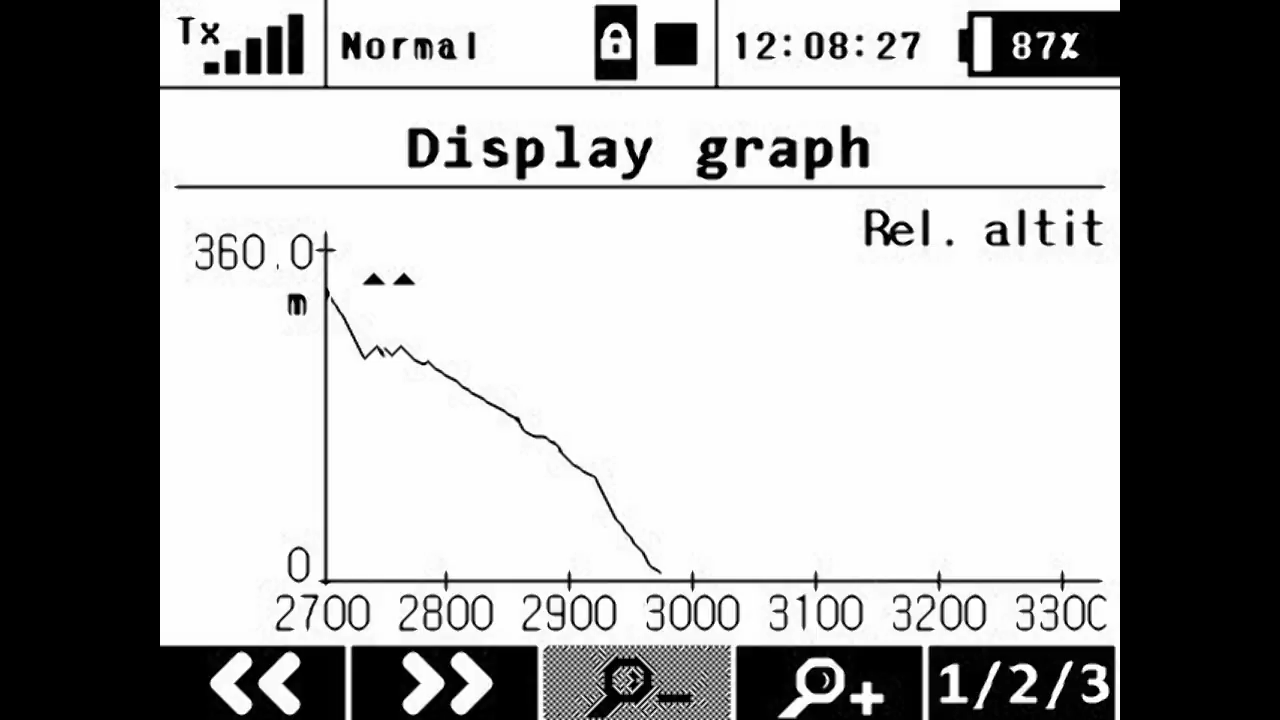 Tx Normal 12:08:27 87%
Display graph
Rel. altit
360.0
m
0
2700 2800 2900 3000 3100 3200 3300
1/2/3